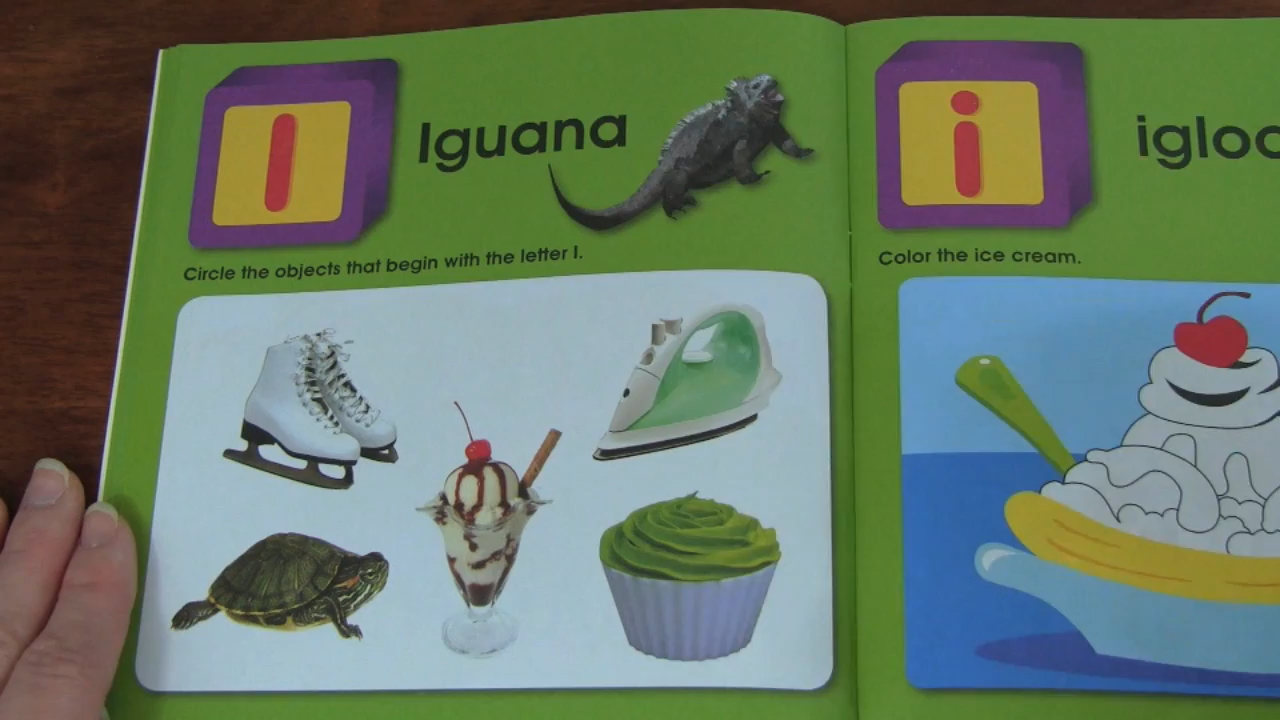 I
Iguana
Circle the objects that begin with the letter I.
i
Color the ice cream.